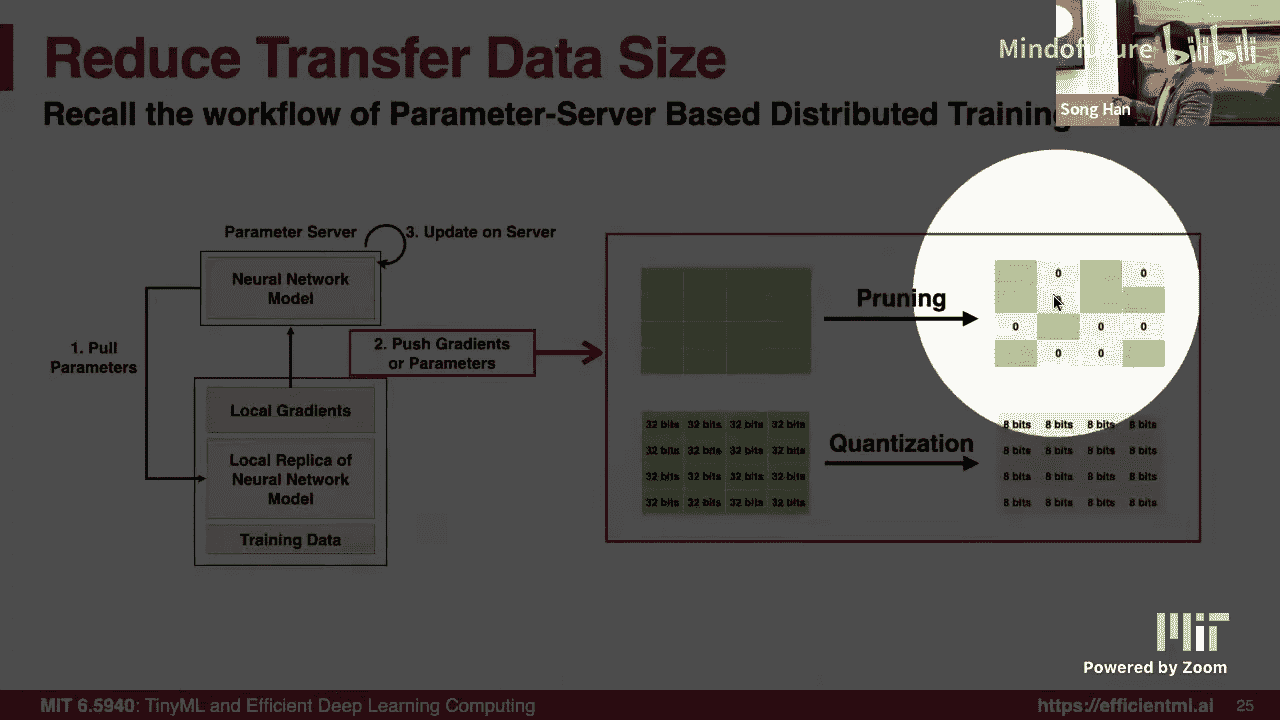 Reduce Transfer Data Size
Mindofuture bilibili
Song Han
Recall the workflow of Parameter-Server Based Distributed Training
Parameter Server
3. Update on Server
Neural Network
Model
1. Pull
Parameters
2. Push Gradients
or Parameters
Local Gradients
Local Replica of
Neural Network
Model
Training Data
Pruning
0 0
0
0 0 0
0 0
32 bits 32 bits 32 bits 32 bits
32 bits 32 bits 32 bits 32 bits
32 bits 32 bits 32 bits 32 bits
32 bits 32 bits 32 bits 32 bits
Quantization
8 bits 8 bits 8 bits 8 bits
8 bits 8 bits 8 bits 8 bits
8 bits 8 bits 8 bits 8 bits
8 bits 8 bits 8 bits 8 bits
MIT
Powered by Zoom
MIT 6.5940: TinyML and Efficient Deep Learning Computing
https://efficientml.ai
25